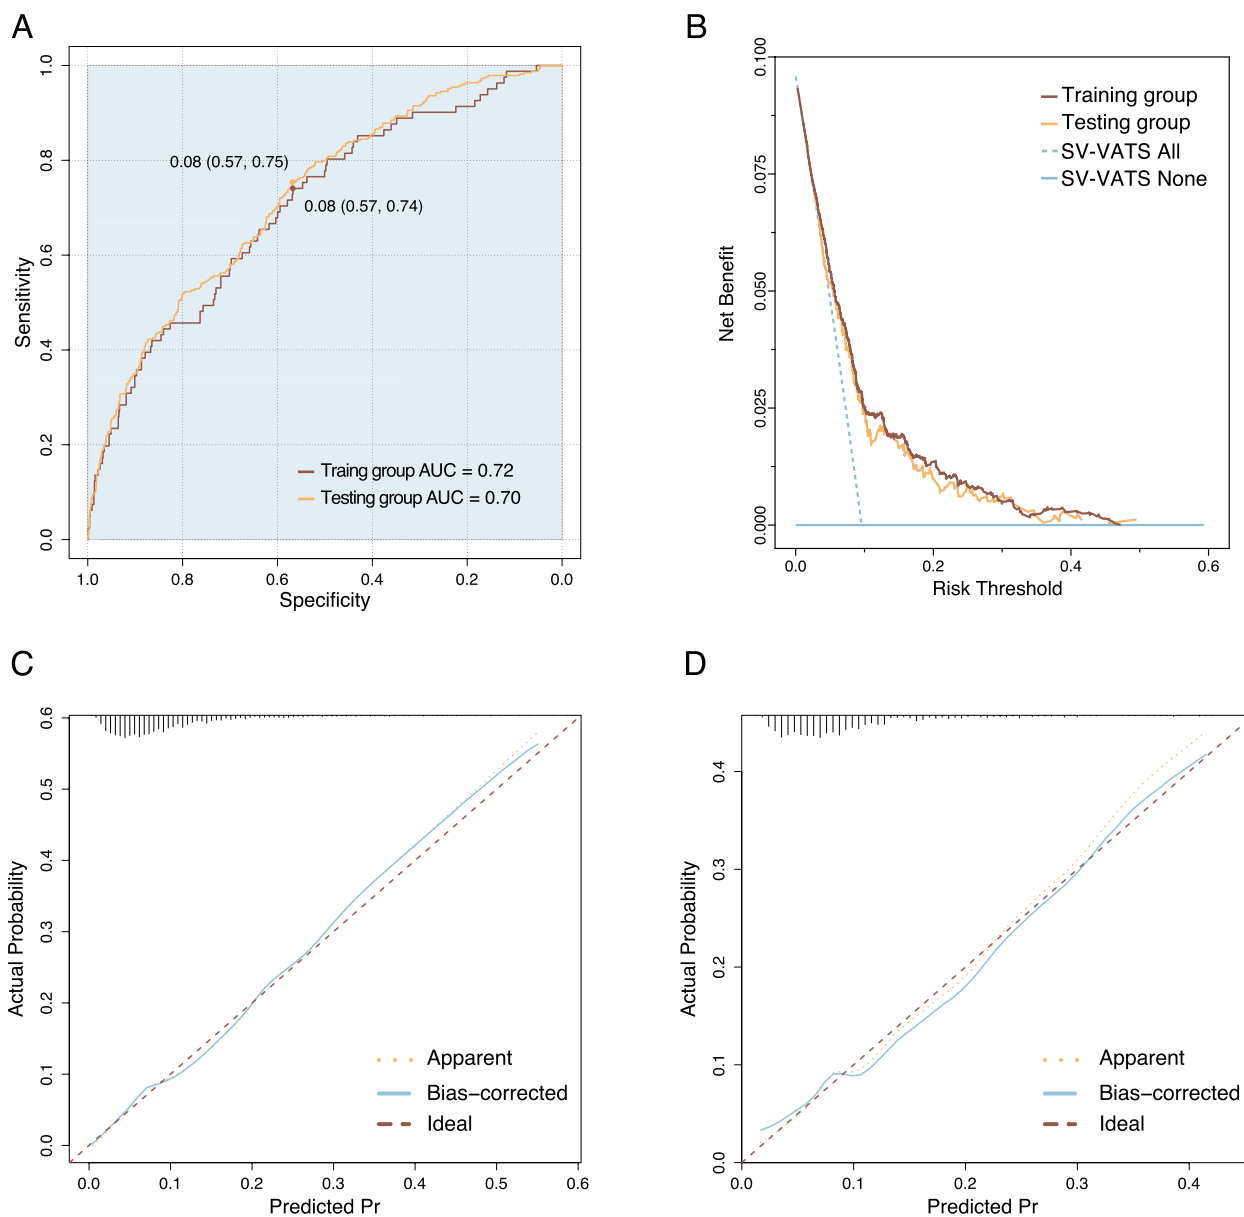 A
1.0
0.8
0.6
0.4
0.2
0.0
Sensitivity
0.08 (0.57, 0.75)
0.08 (0.57, 0.74)
Traing group AUC = 0.72
Testing group AUC = 0.70
1.0
0.8
0.6
0.4
0.2
0.0
Specificity
B
0.100
0.075
0.050
0.025
0.000
Net Benefit
Training group
Testing group
SV-VATS All
SV-VATS None
0.0
0.2
0.4
0.6
Risk Threshold
C
0.6
0.5
0.4
0.3
0.2
0.1
0.0
Actual Probability
Apparent
Bias-corrected
Ideal
0.0
0.1
0.2
0.3
0.4
0.5
0.6
Predicted Pr
D
0.4
0.3
0.2
0.1
0.0
Actual Probability
Apparent
Bias-corrected
Ideal
0.0
0.1
0.2
0.3
0.4
Predicted Pr